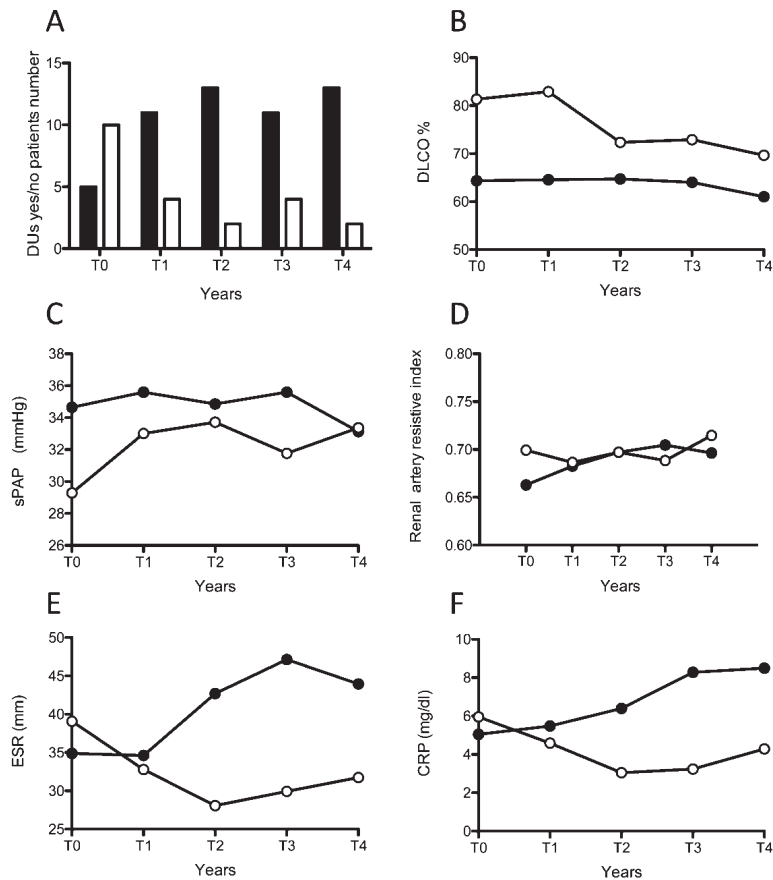 A
DUs yes/no patients number
15
10
5
0
T0 T1 T2 T3 T4
Years
B
DLCO %
90
80
70
60
50
T0 T1 T2 T3 T4
Years
C
sPAP (mmHg)
38
36
34
32
30
28
26
T0 T1 T2 T3 T4
Years
D
Renal artery resistive index
0.80
0.75
0.70
0.65
0.60
T0 T1 T2 T3 T4
Years
E
ESR (mm)
50
45
40
35
30
25
T0 T1 T2 T3 T4
Years
F
CRP (mg/dl)
10
8
6
4
2
0
T0 T1 T2 T3 T4
Years